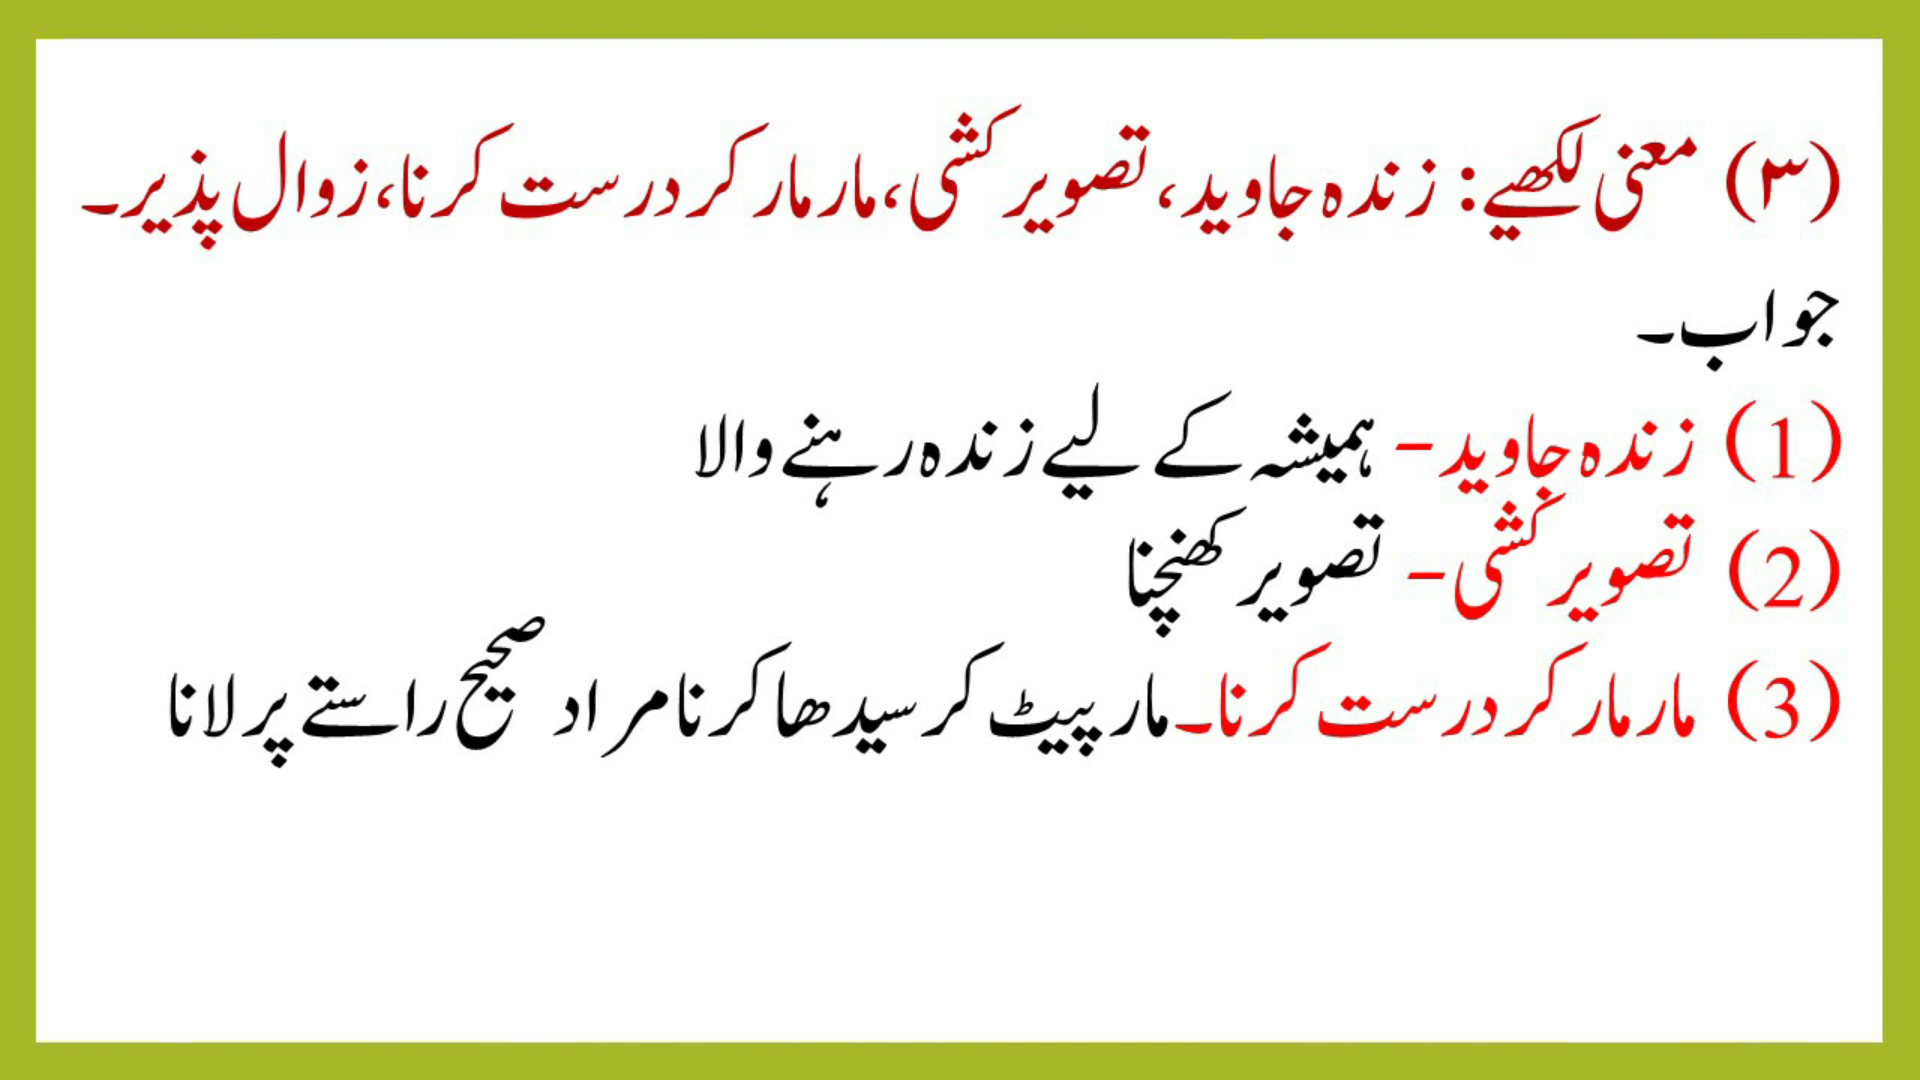 (۳) معنی لکھیے: زندہ جاوید، تصویر کشی، مار مار کر درست کرنا، زوال پذیر۔
جواب۔
(1) زندہ جاوید - ہمیشہ کے لیے زندہ رہنے والا
(2) تصویر کشی - تصویر کھنچنا
(3) مار مار کر درست کرنا۔ مار پیٹ کر سیدھا کرنا مراد صحیح راستے پر لانا